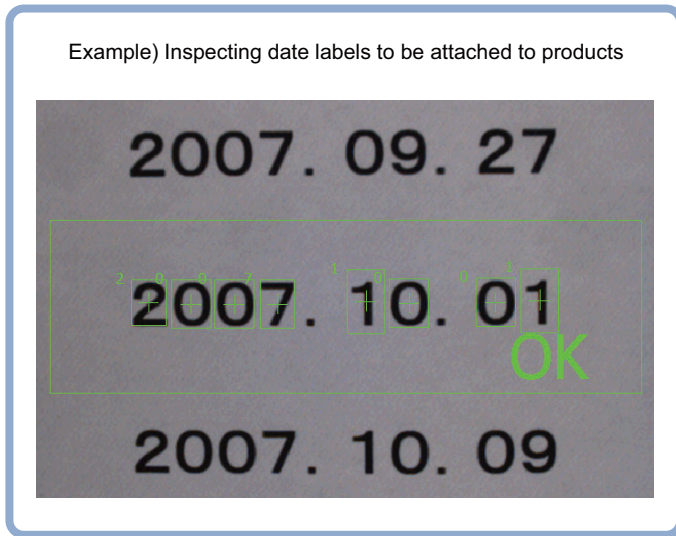 Example) Inspecting date labels to be attached to products
2007. 09. 27
2 0 0 7 1 0 0 1
2007. 10. 01
OK
2007. 10. 09